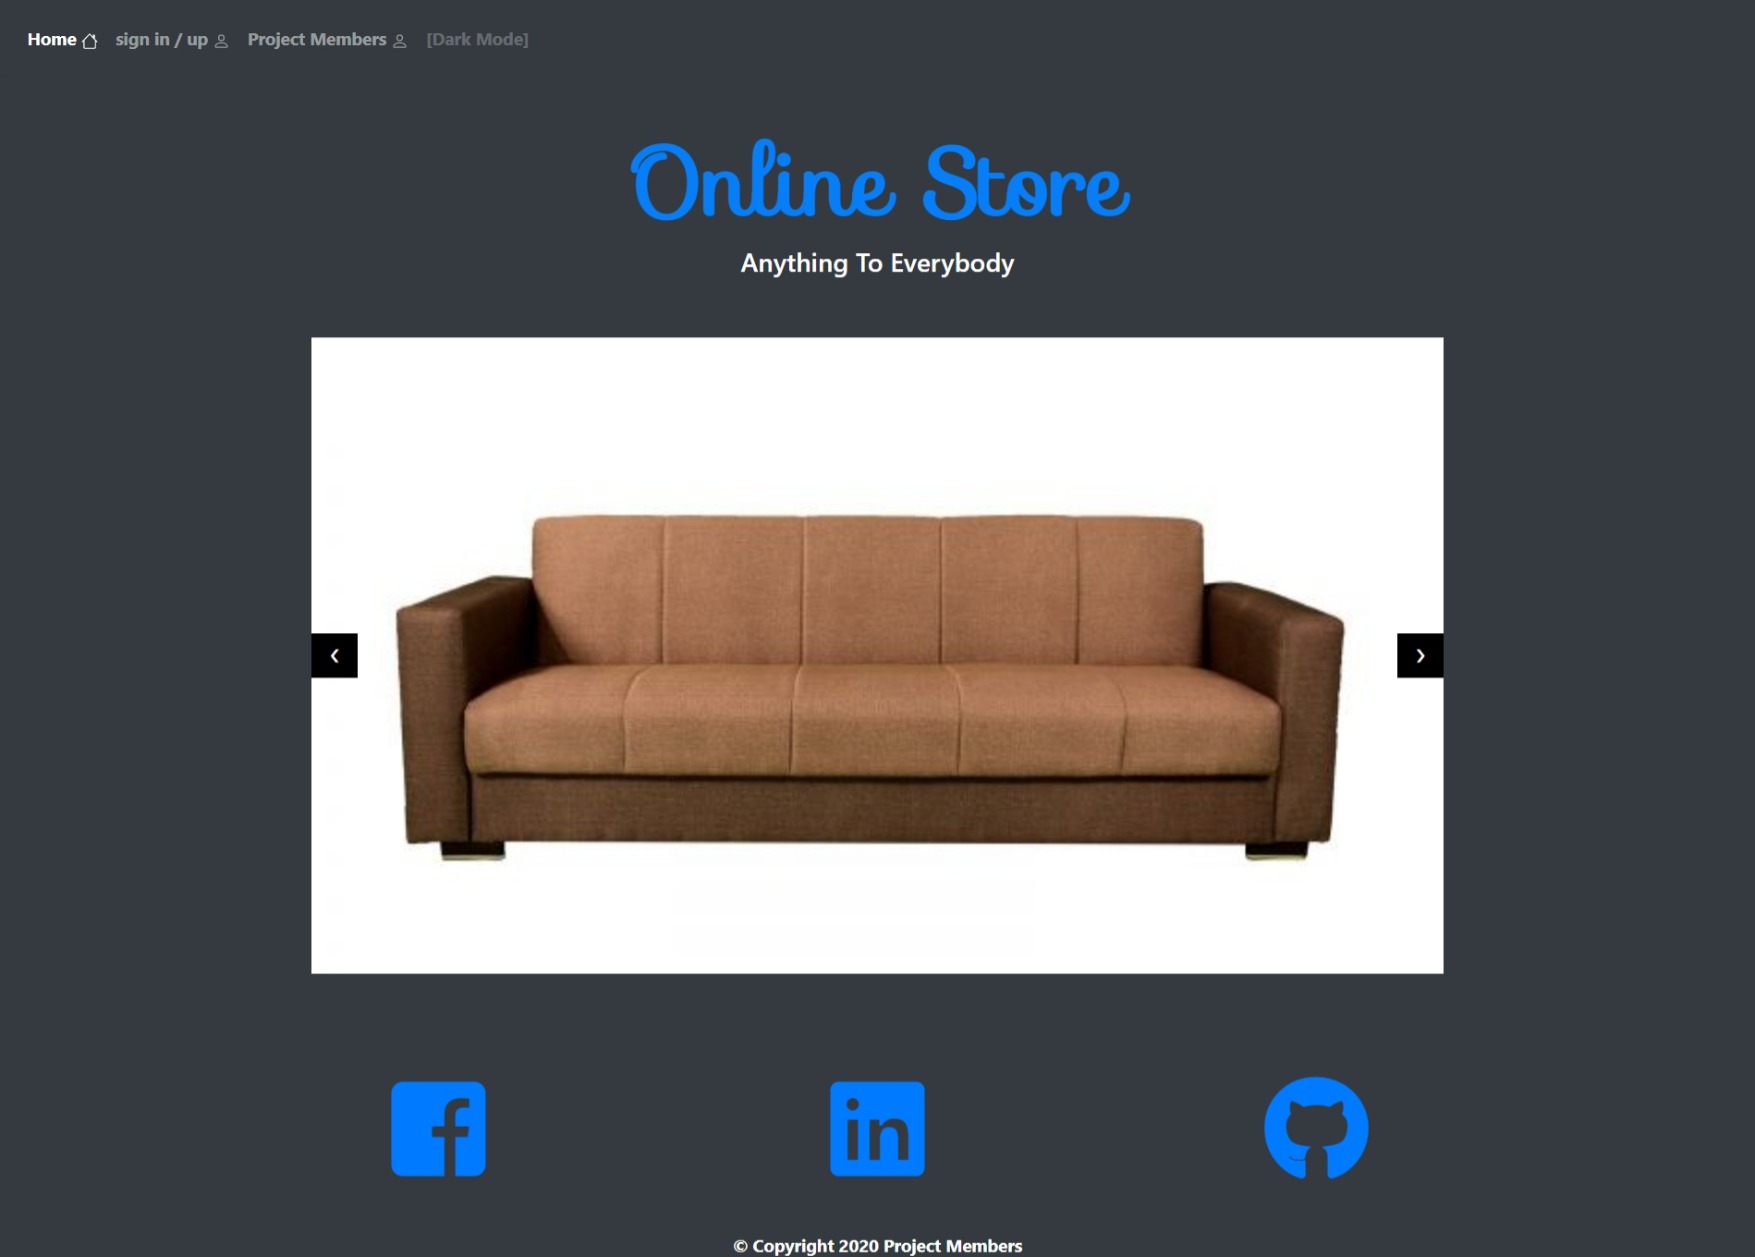 Home sign in / up Project Members [Dark Mode]
Online Store
Anything To Everybody
© Copyright 2020 Project Members